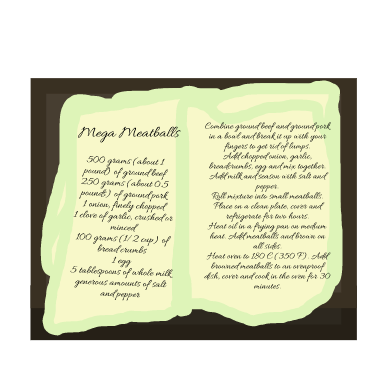 Mega Meatballs
500 grams (about 1
pound) of ground beef
250 grams (about 0.5
pounds) of ground pork
1 onion, finely chopped
1 clove of garlic, crushed or
minced
100 grams (1/2 cup) of
breadcrumbs
1 egg
5 tablespoons of whole milk
generous amounts of salt
and pepper
Combine ground beef and ground pork
in a bowl and break it up with your
fingers to get rid of lumps.
Add chopped onion, garlic,
breadcrumbs, egg and mix together.
Add milk and season with salt and
pepper.
Roll mixture into small meatballs.
Place on a clean plate, cover and
refrigerate for two hours.
Heat oil in a frying pan on medium
heat. Add meatballs and brown on
all sides.
Heat oven to 180 C (350 F). Add
browned meatballs to an ovenproof
dish, cover and cook in the oven for 30
minutes.